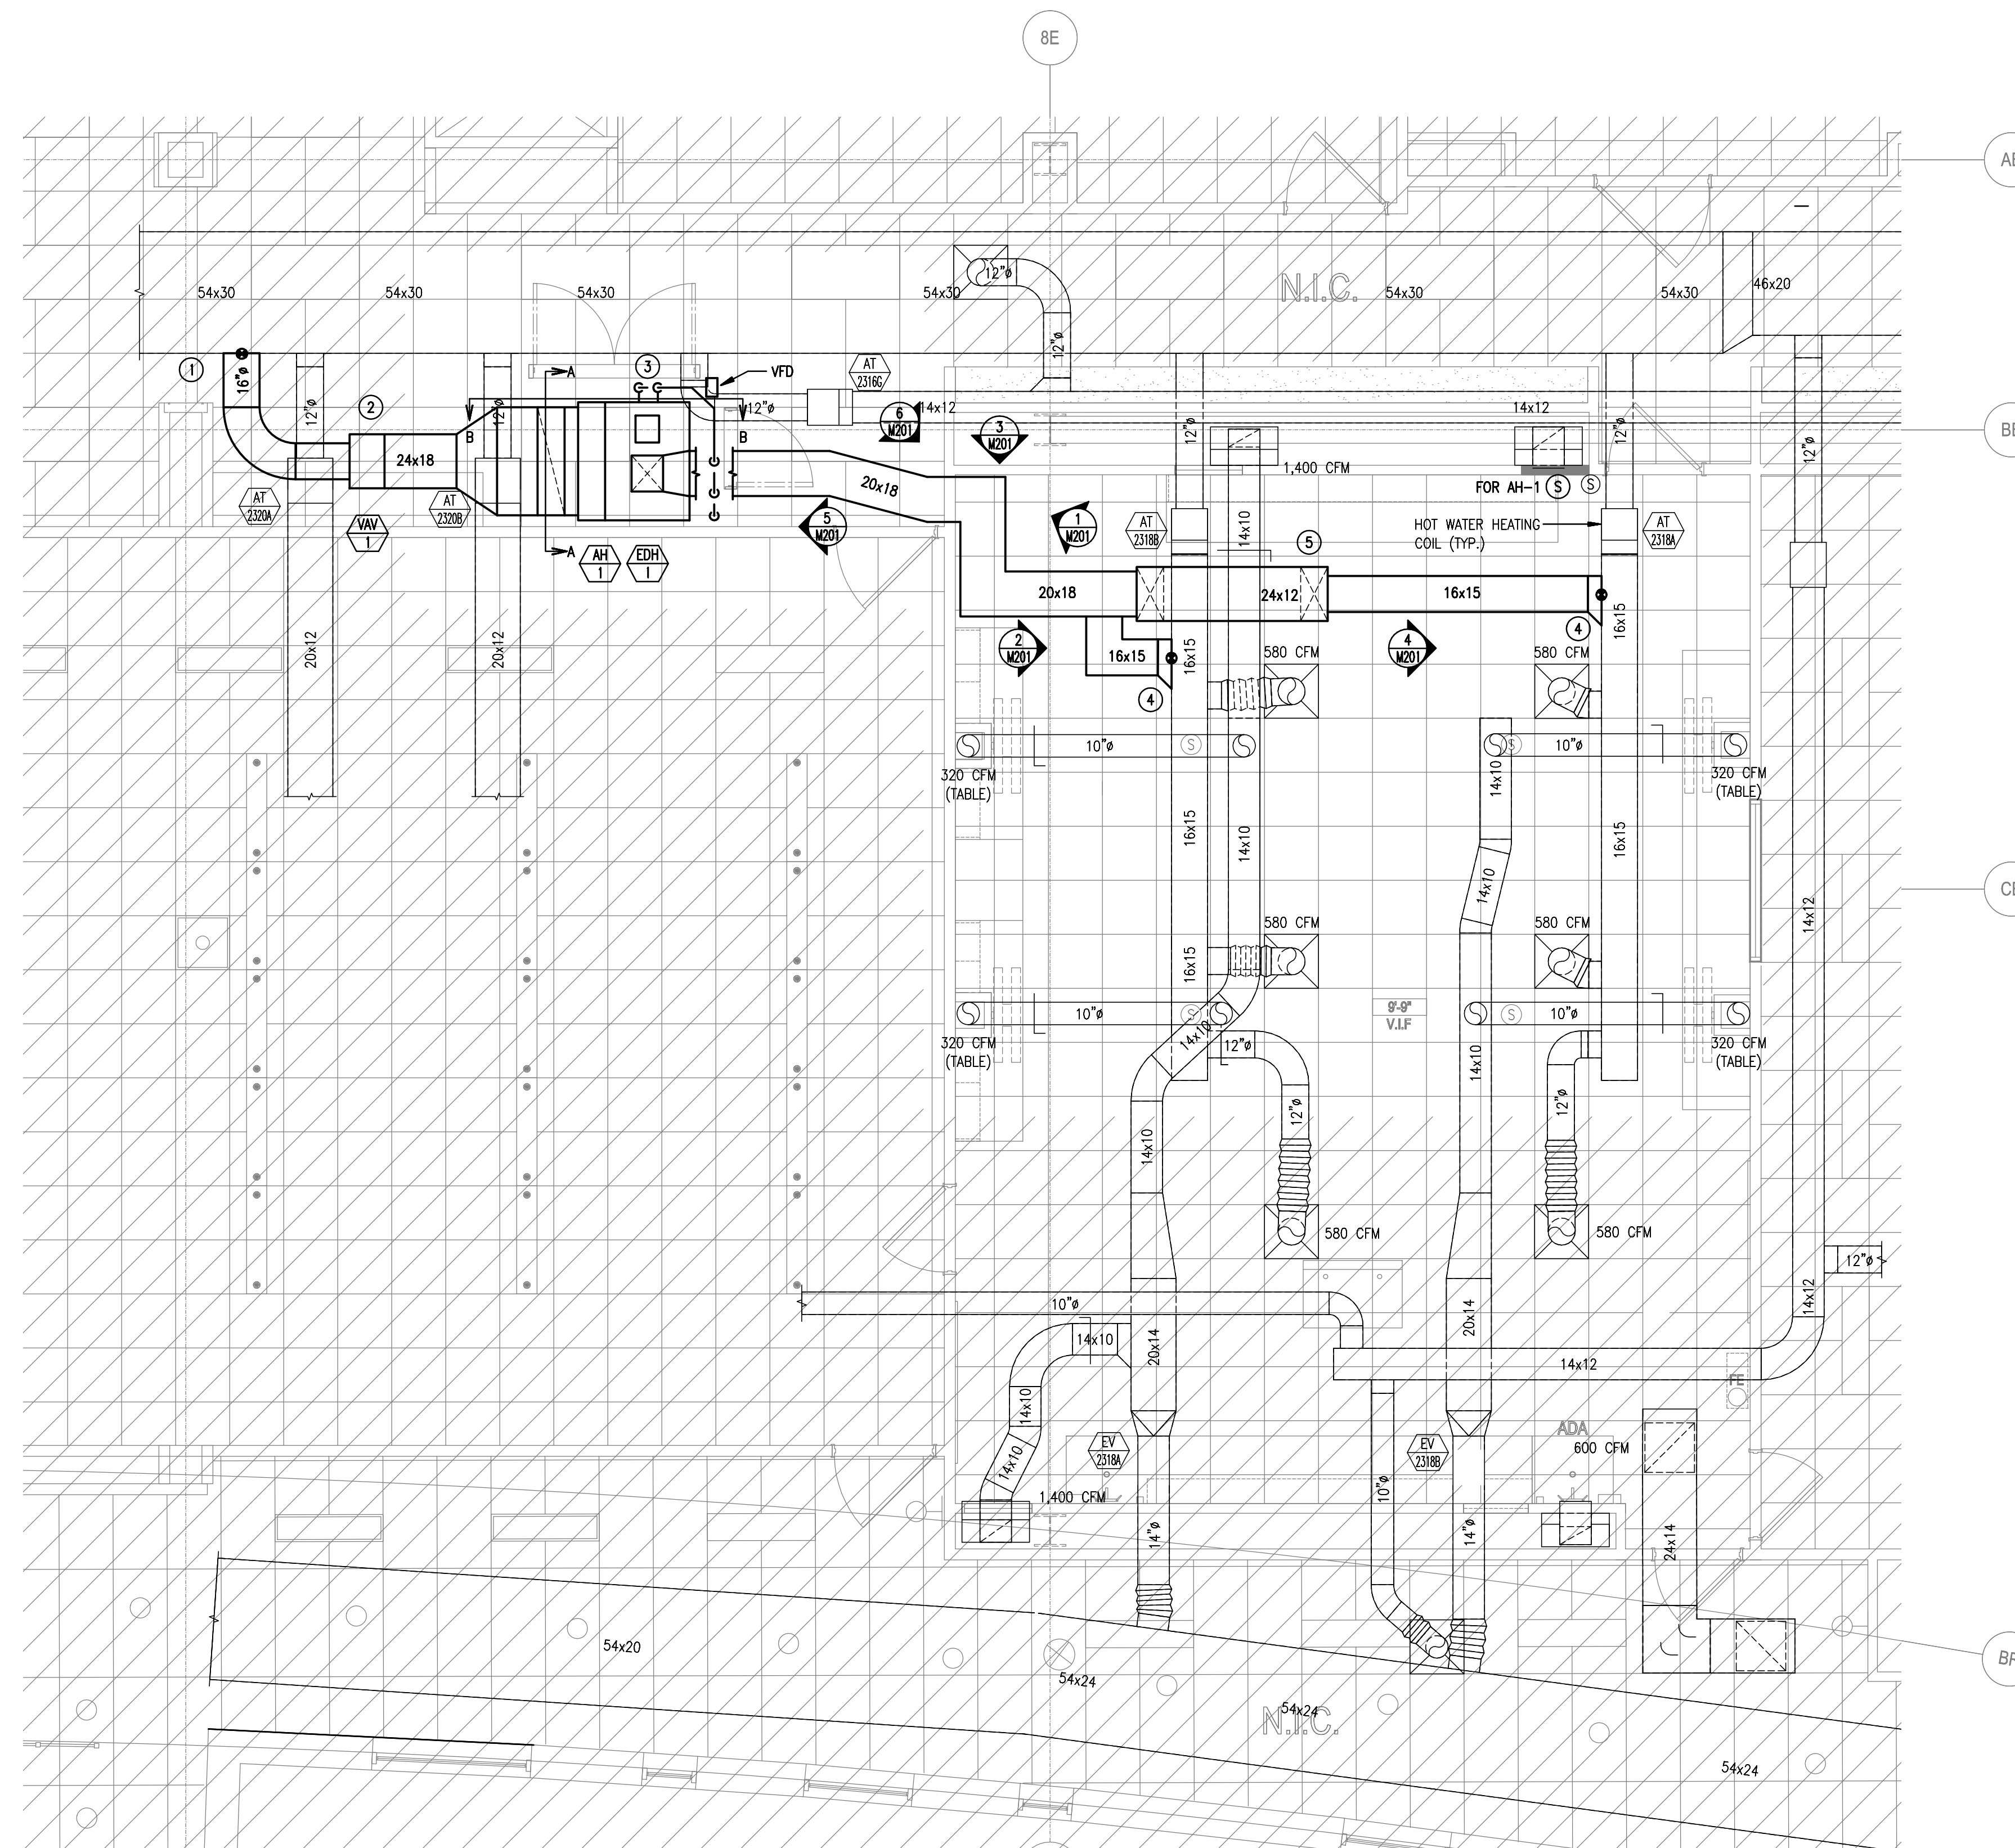 8E
AE
54x30
54x30
54x30
54x30
N.I.C.
54x30
54x30
46x20
12"ø
12"ø
1
16"ø
2
12"ø
12"ø
3
A
VFD
AT
2316G
12"ø
B
B
6
M201
14x12
3
M201
14x12
12"ø
12"ø
12"ø
BE
24x18
20x18
1,400 CFM
FOR AH-1 S
S
AT
2320A
AT
2320B
VAV
1
A
AH
1
EDH
1
5
M201
1
M201
AT
2318B
14x10
5
HOT WATER HEATING
COIL (TYP.)
AT
2318A
20x18
24x12
16x15
16x15
20x12
20x12
2
M201
16x15
16x15
4
580 CFM
4
M201
4
580 CFM
10"ø
S
S
10"ø
14x10
320 CFM
(TABLE)
320 CFM
(TABLE)
16x15
14x10
14x10
16x15
14x12
CE
580 CFM
580 CFM
16x15
9'-9"
V.I.F
10"ø
S
S
10"ø
14x10
12"ø
320 CFM
(TABLE)
320 CFM
(TABLE)
14x10
12"ø
12"ø
14x10
580 CFM
580 CFM
12"ø
14x12
10"ø
14x10
20x14
20x14
14x12
14x10
14x10
FE
ADA
EV
2318A
EV
2318B
600 CFM
1,400 CFM
10"ø
14"ø
14"ø
24x14
54x20
54x24
54x24
N.I.C.
54x24